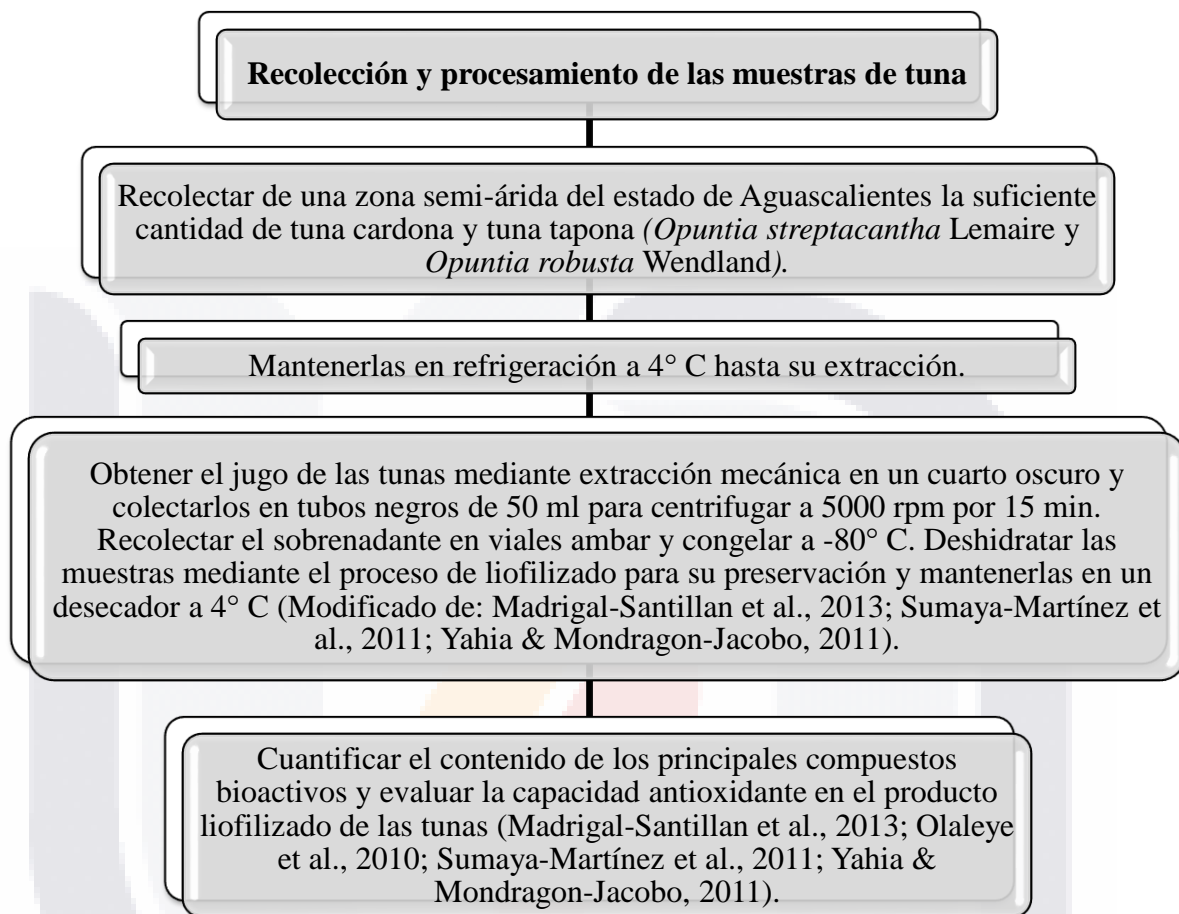 Recolección y procesamiento de las muestras de tuna
Recolectar de una zona semi-árida del estado de Aguascalientes la suficiente
cantidad de tuna cardona y tuna tapona (Opuntia streptacantha Lemaire y
Opuntia robusta Wendland).
Mantenerlas en refrigeración a 4° C hasta su extracción.
Obtener el jugo de las tunas mediante extracción mecánica en un cuarto oscuro y
colectarlos en tubos negros de 50 ml para centrifugar a 5000 rpm por 15 min.
Recolectar el sobrenadante en viales ambar y congelar a -80° C. Deshidratar las
muestras mediante el proceso de liofilizado para su preservación y mantenerlas en un
desecador a 4° C (Modificado de: Madrigal-Santillan et al., 2013; Sumaya-Martínez et
al., 2011; Yahia & Mondragon-Jacobo, 2011).
Cuantificar el contenido de los principales compuestos
bioactivos y evaluar la capacidad antioxidante en el producto
liofilizado de las tunas (Madrigal-Santillan et al., 2013; Olaleye
et al., 2010; Sumaya-Martínez et al., 2011; Yahia &
Mondragon-Jacobo, 2011).